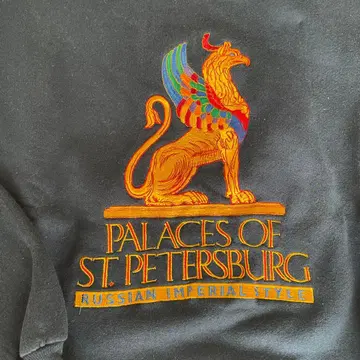 PALACES OF
ST. PETERSBURG
RUSSIAN IMPERIAL STYLE